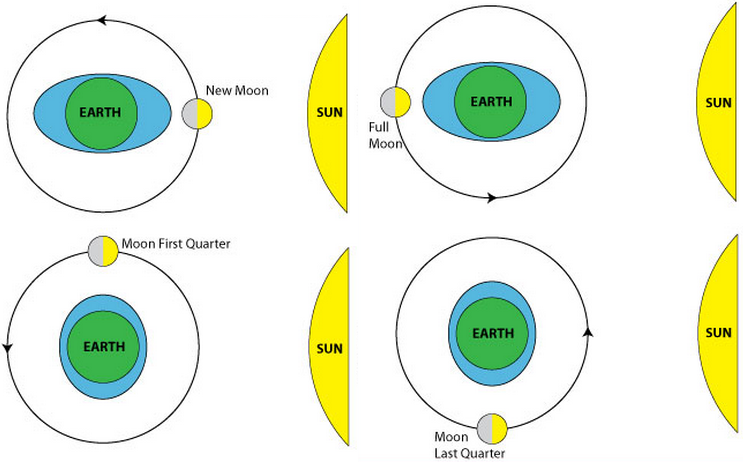 New Moon
EARTH
SUN
EARTH
SUN
Full
Moon
Moon First Quarter
EARTH
SUN
EARTH
SUN
Moon
Last Quarter